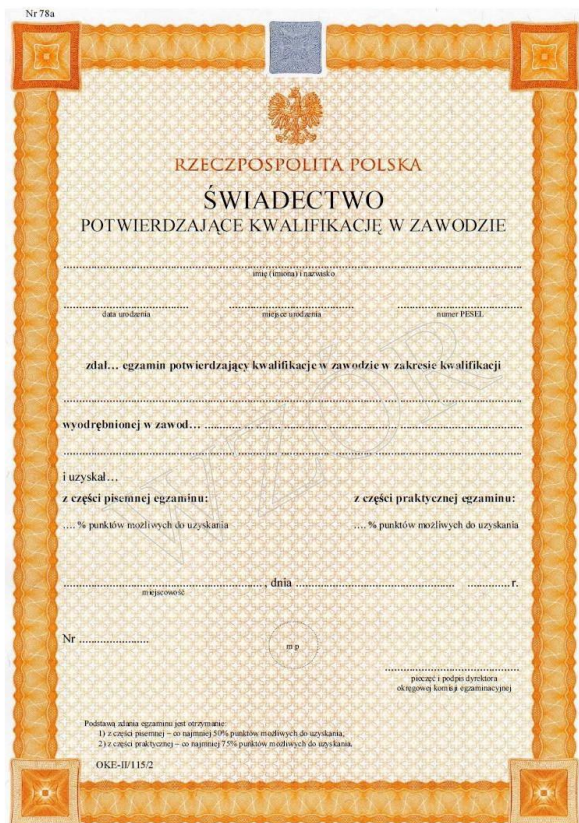 Nr 78a
RZECZPOSPOLITA POLSKA
ŚWIADECTWO
POTWIERDZAJĄCE KWALIFIKACJĘ W ZAWODZIE
imię (imiona) i nazwisko
data urodzenia miejsce urodzenia numer PESEL
zdał... egzamin potwierdzający kwalifikacje w zawodzie w zakresie kwalifikacji
wyodrębnionej w zawod...
i uzyskał...
z części pisemnej egzaminu: z części praktycznej egzaminu:
.... % punktów możliwych do uzyskania .... % punktów możliwych do uzyskania
, dnia r.
miejscowość
Nr
m p
pieczęć i podpis dyrektora
okręgowej komisji egzaminacyjnej
Podstawą zdania egzaminu jest otrzymanie:
1) z części pisemnej – co najmniej 50% punktów możliwych do uzyskania;
2) z części praktycznej – co najmniej 75% punktów możliwych do uzyskania.
OKE-II/115/2
WZÓR